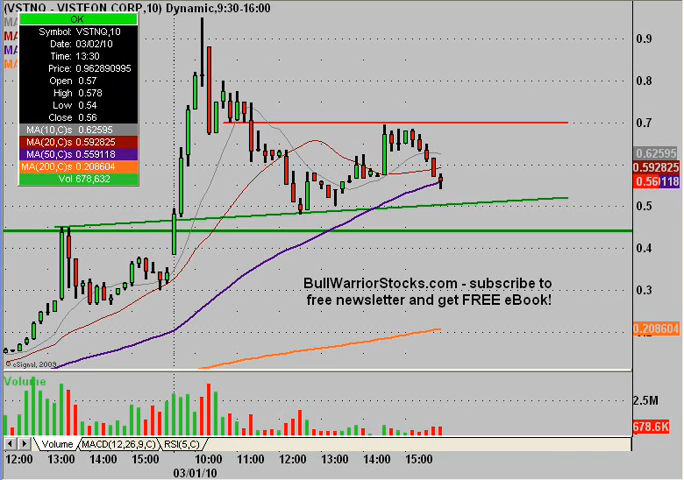 (VSTNQ - VISTEON CORP,10) Dynamic,9:30-16:00
OK
Symbol: VSTNQ,10
Date: 03/02/10
Time: 13:30
Price: 0.962890995
Open 0.57
High 0.578
Low 0.54
Close 0.56
MA(10,C)s 0.62595
MA(20,C)s 0.592825
MA(50,C)s 0.559118
MA(200,C)s 0.208604
Vol 678,632
0.9
0.8
0.7
0.62595
0.592825
0.56
118
0.5
0.4
0.3
0.208604
BullWarriorStocks.com - subscribe to
free newsletter and get FREE eBook!
© eSignal, 2009
Volume
2.5M
678.6K
Volume MACD(12,26,9,C) RSI(5,C)
12:00 13:00 14:00 15:00 10:00 11:00 12:00 13:00 14:00 15:00
03/01/10